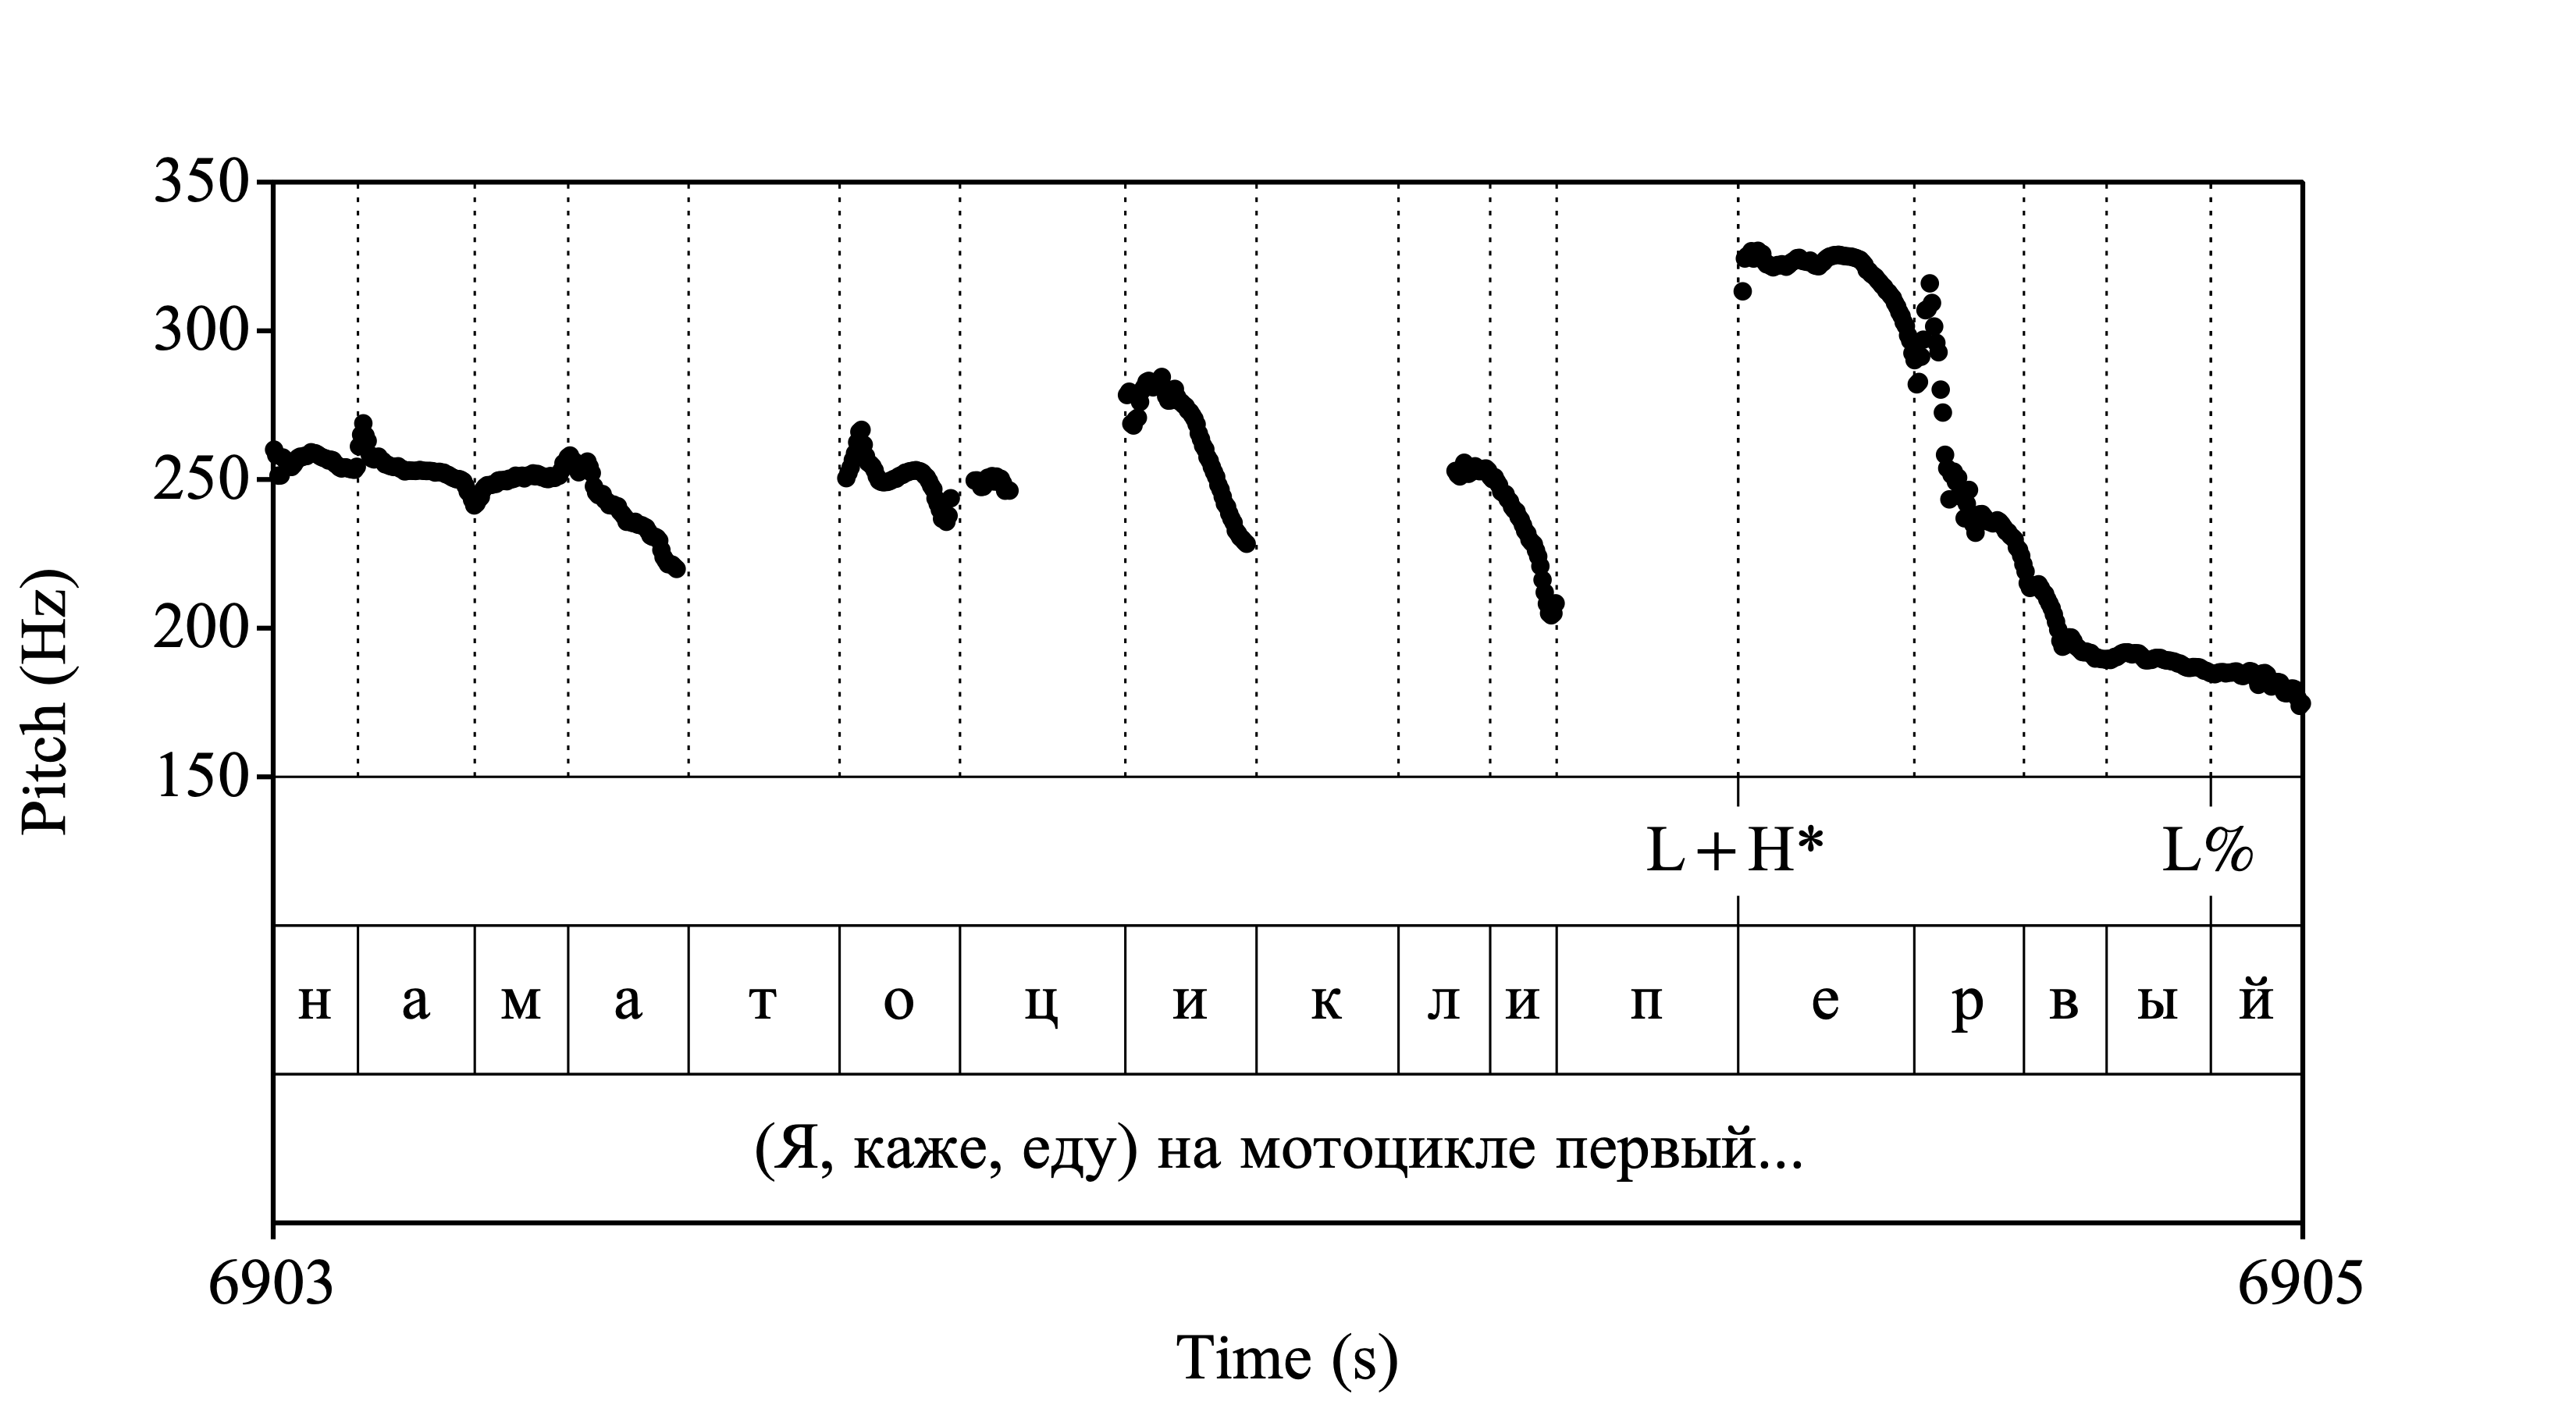 350
300
250
200
150
Pitch (Hz)
L+H* L%
н а м а т о ц и к л и п е р в ы й
(Я, каже, еду) на мотоцикле первый...
6903 6905
Time (s)